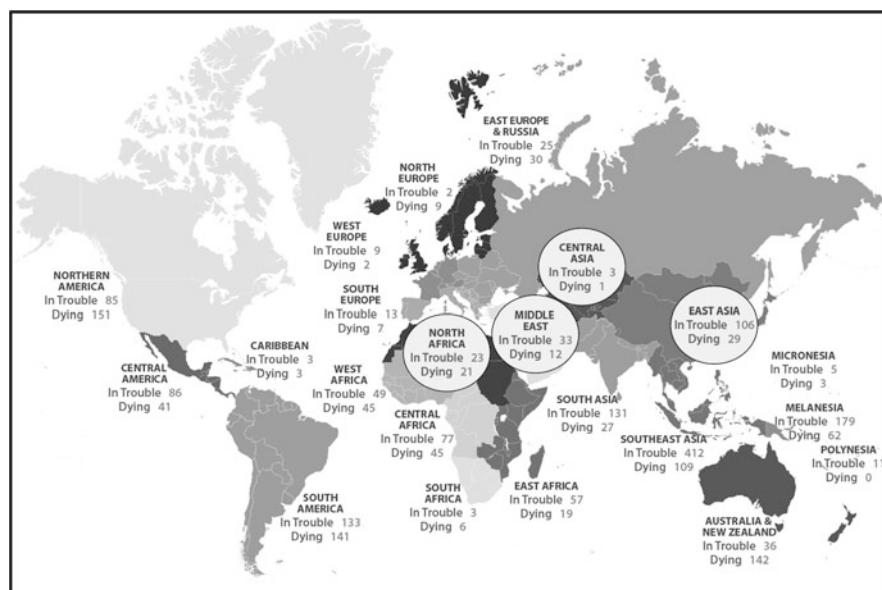 EAST EUROPE
& RUSSIA
In Trouble 25
Dying 30
NORTH
EUROPE
In Trouble 2
Dying 9
WEST
EUROPE
In Trouble 9
Dying 2
CENTRAL
ASIA
In Trouble 3
Dying 1
NORTHERN
AMERICA
In Trouble 85
Dying 151
SOUTH
EUROPE
In Trouble 13
Dying 7
MIDDLE
EAST
In Trouble 33
Dying 12
EAST ASIA
In Trouble 106
Dying 29
NORTH
AFRICA
In Trouble 23
Dying 21
CARIBBEAN
In Trouble 3
Dying 3
CENTRAL
AMERICA
In Trouble 86
Dying 41
WEST
AFRICA
In Trouble 49
Dying 45
MICRONESIA
In Trouble 5
Dying 3
SOUTH ASIA
In Trouble 131
Dying 27
CENTRAL
AFRICA
In Trouble 77
Dying 45
MELANESIA
In Trouble 179
Dying 62
SOUTHEAST ASIA
In Trouble 412
Dying 109
POLYNESIA
In Trouble 11
Dying 0
SOUTH
AFRICA
In Trouble 3
Dying 6
EAST AFRICA
In Trouble 57
Dying 19
SOUTH
AMERICA
In Trouble 133
Dying 141
AUSTRALIA &
NEW ZEALAND
In Trouble 36
Dying 142